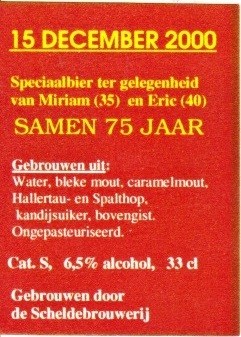 15 DECEMBER 2000
Speciaalbier ter gelegenheid
van Miriam (35) en Eric (40)
SAMEN 75 JAAR
Gebrouwen uit:
Water, bleke mout, caramelmout,
Hallertau- en Spalthop,
kandijsuiker, bovengist.
Ongepasteuriseerd.
Cat. S, 6,5% alcohol, 33 cl
Gebrouwen door
de Scheldebrouwerij